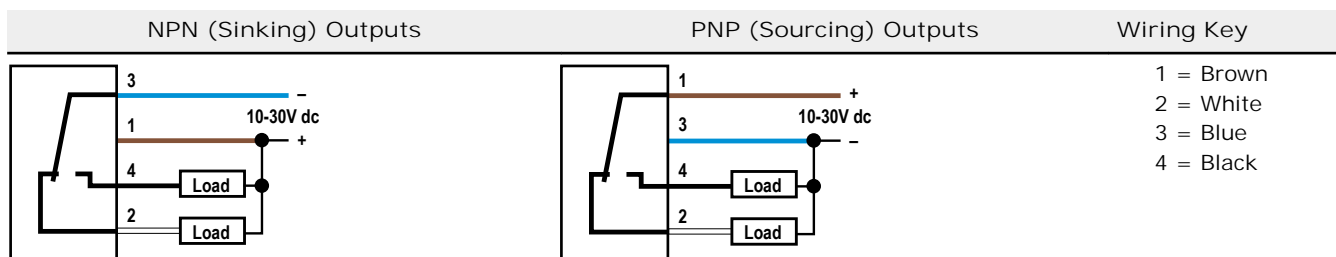 NPN (Sinking) Outputs
PNP (Sourcing) Outputs
Wiring Key
3
–
10-30V dc
1
+
4
Load
2
Load
1
+
10-30V dc
3
–
4
Load
2
Load
1 = Brown
2 = White
3 = Blue
4 = Black